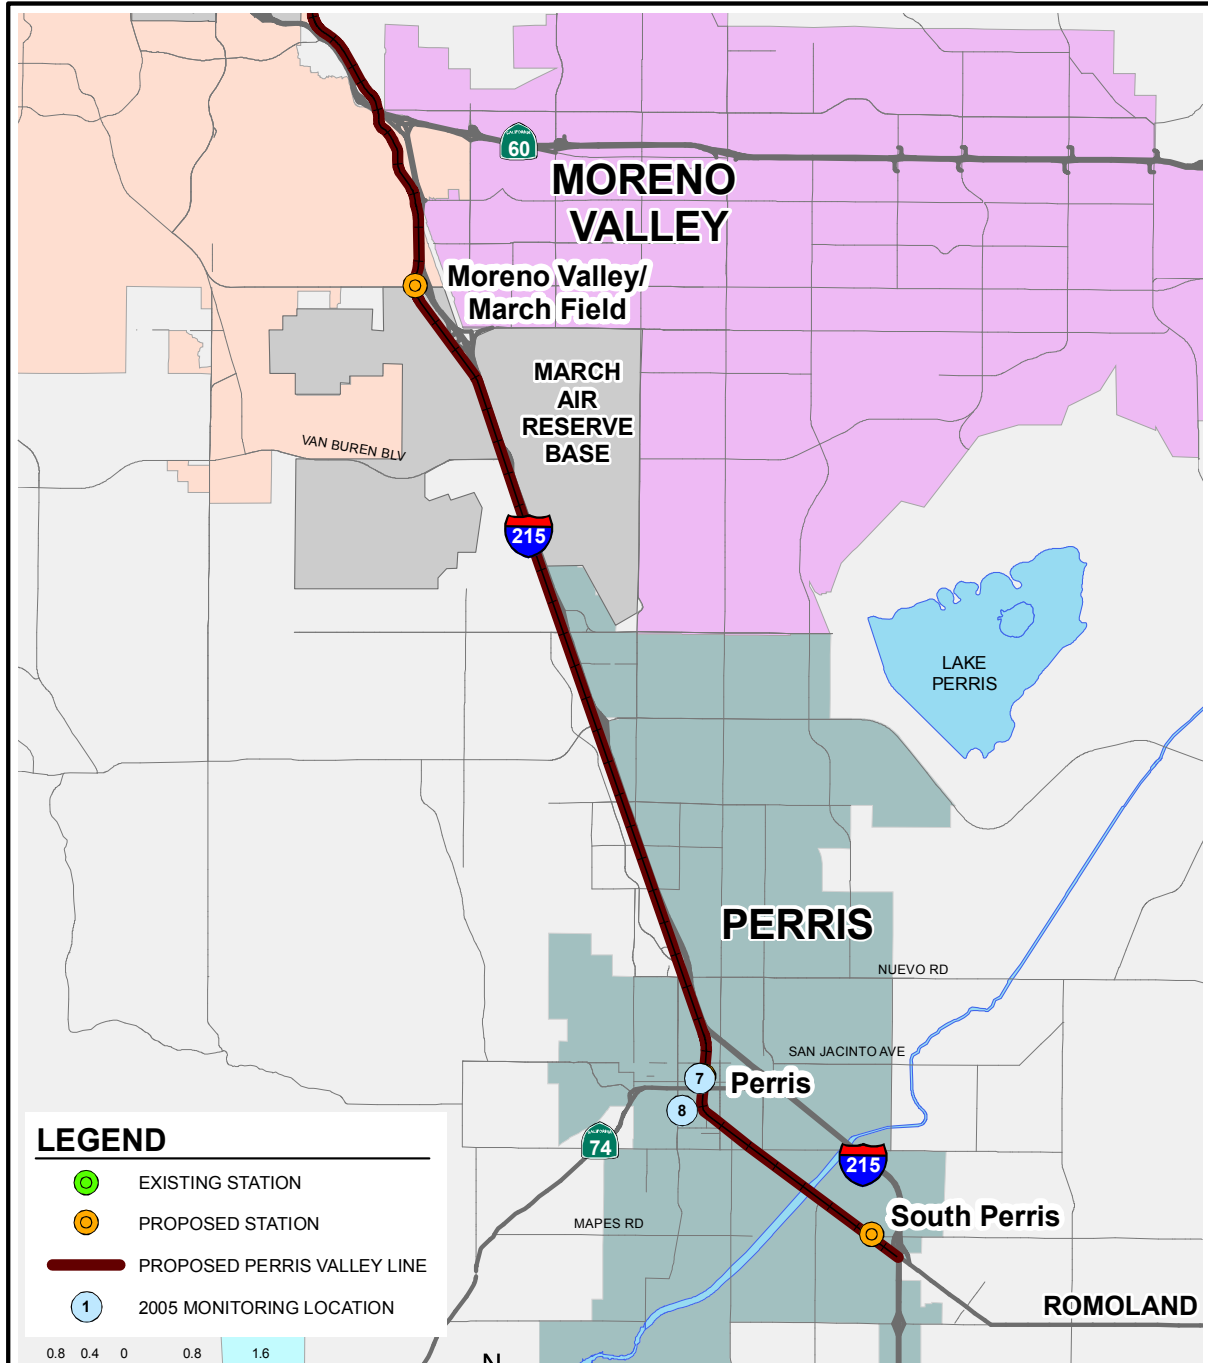 CALIFORNIA
60
MORENO
VALLEY
Moreno Valley/
March Field
MARCH
AIR
RESERVE
BASE
VAN BUREN BLV
215
LAKE
PERRIS
PERRIS
NUEVO RD
SAN JACINTO AVE
7
Perris
8
CALIFORNIA
74
215
MAPES RD
South Perris
ROMOLAND
LEGEND
EXISTING STATION
PROPOSED STATION
PROPOSED PERRIS VALLEY LINE
1 2005 MONITORING LOCATION
0.8 0.4 0 0.8 1.6
N